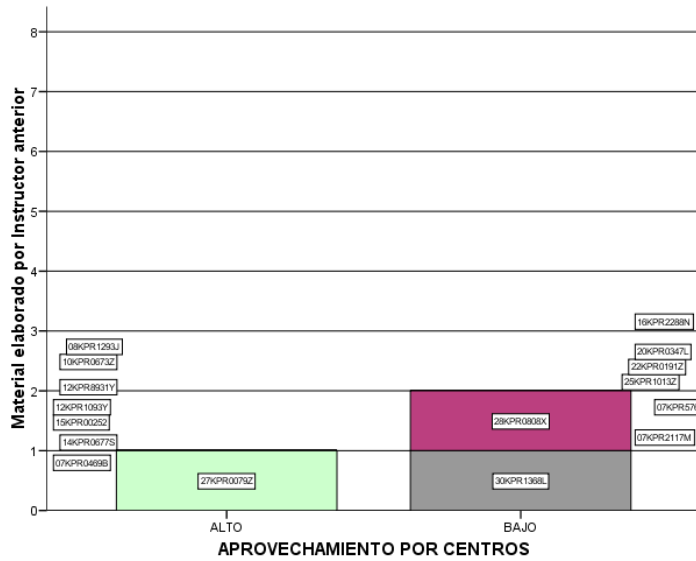 Material elaborado por Instructor anterior
8
7
6
5
4
3
2
1
0
08KPR1293J
10KPR0673Z
12KPR8931Y
12KPR1093Y
15KPR00252
14KPR0677S
07KPR0469B
27KPR0079Z
16KPR2288N
20KPR0347L
22KPR0191Z
25KPR1013Z
07KPR576
28KPR0808X
07KPR2117M
30KPR1368L
ALTO
BAJO
APROVECHAMIENTO POR CENTROS